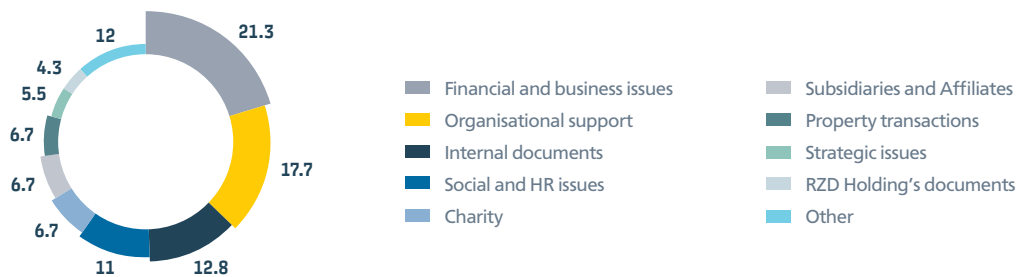 21.3
17.7
12.8
11
6.7
6.7
6.7
5.5
4.3
12
Financial and business issues
Organisational support
Internal documents
Social and HR issues
Charity
Subsidiaries and Affiliates
Property transactions
Strategic issues
RZD Holding’s documents
Other